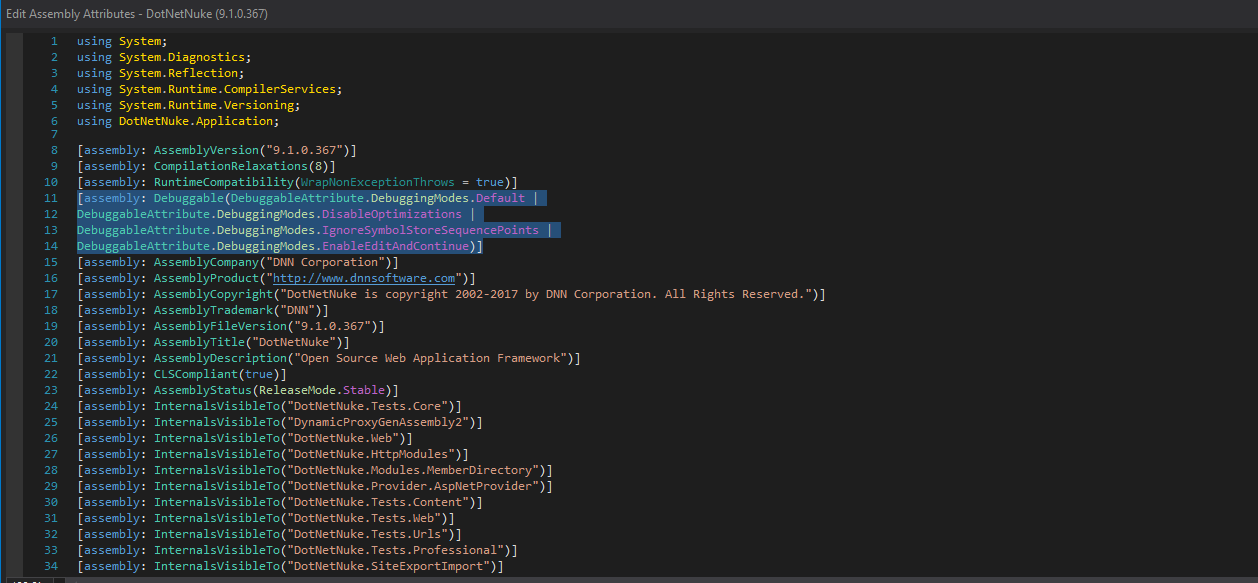 Edit Assembly Attributes - DotNetNuke (9.1.0.367)
1 using System;
2 using System.Diagnostics;
3 using System.Reflection;
4 using System.Runtime.CompilerServices;
5 using System.Runtime.Versioning;
6 using DotNetNuke.Application;
7
8 [assembly: AssemblyVersion("9.1.0.367")]
9 [assembly: CompilationRelaxations(8)]
10 [assembly: RuntimeCompatibility(WrapNonExceptionThrows = true)]
11 [assembly: Debuggable(DebuggableAttribute.DebuggingModes.Default |
12 DebuggableAttribute.DebuggingModes.DisableOptimizations |
13 DebuggableAttribute.DebuggingModes.IgnoreSymbolStoreSequencePoints |
14 DebuggableAttribute.DebuggingModes.EnableEditAndContinue)]
15 [assembly: AssemblyCompany("DNN Corporation")]
16 [assembly: AssemblyProduct("http://www.dnnsoftware.com")]
17 [assembly: AssemblyCopyright("DotNetNuke is copyright 2002-2017 by DNN Corporation. All Rights Reserved.")]
18 [assembly: AssemblyTrademark("DNN")]
19 [assembly: AssemblyFileVersion("9.1.0.367")]
20 [assembly: AssemblyTitle("DotNetNuke")]
21 [assembly: AssemblyDescription("Open Source Web Application Framework")]
22 [assembly: CLSCompliant(true)]
23 [assembly: AssemblyStatus(ReleaseMode.Stable)]
24 [assembly: InternalsVisibleTo("DotNetNuke.Tests.Core")]
25 [assembly: InternalsVisibleTo("DynamicProxyGenAssembly2")]
26 [assembly: InternalsVisibleTo("DotNetNuke.Web")]
27 [assembly: InternalsVisibleTo("DotNetNuke.HttpModules")]
28 [assembly: InternalsVisibleTo("DotNetNuke.Modules.MemberDirectory")]
29 [assembly: InternalsVisibleTo("DotNetNuke.Provider.AspNetProvider")]
30 [assembly: InternalsVisibleTo("DotNetNuke.Tests.Content")]
31 [assembly: InternalsVisibleTo("DotNetNuke.Tests.Web")]
32 [assembly: InternalsVisibleTo("DotNetNuke.Tests.Urls")]
33 [assembly: InternalsVisibleTo("DotNetNuke.Tests.Professional")]
34 [assembly: InternalsVisibleTo("DotNetNuke.SiteExportImport")]